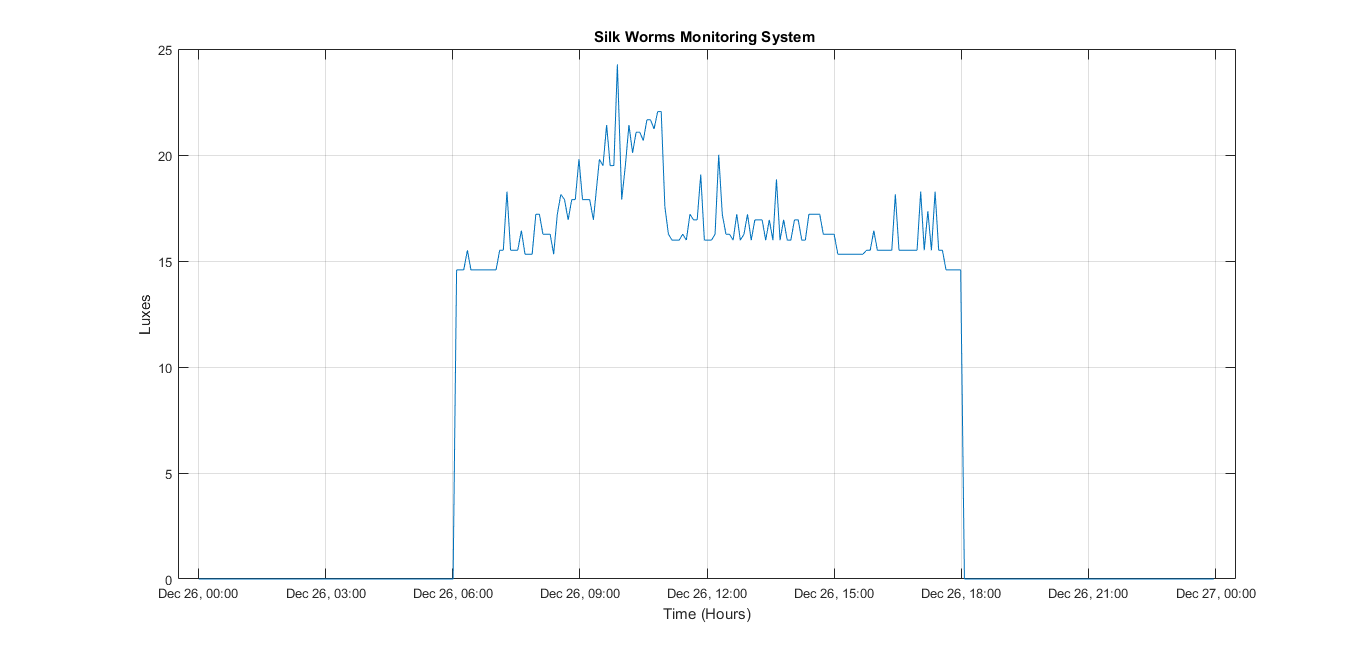 Silk Worms Monitoring System
25
20
15
10
5
0
Luxes
Dec 26, 00:00 Dec 26, 03:00 Dec 26, 06:00 Dec 26, 09:00 Dec 26, 12:00 Dec 26, 15:00 Dec 26, 18:00 Dec 26, 21:00 Dec 27, 00:00
Time (Hours)